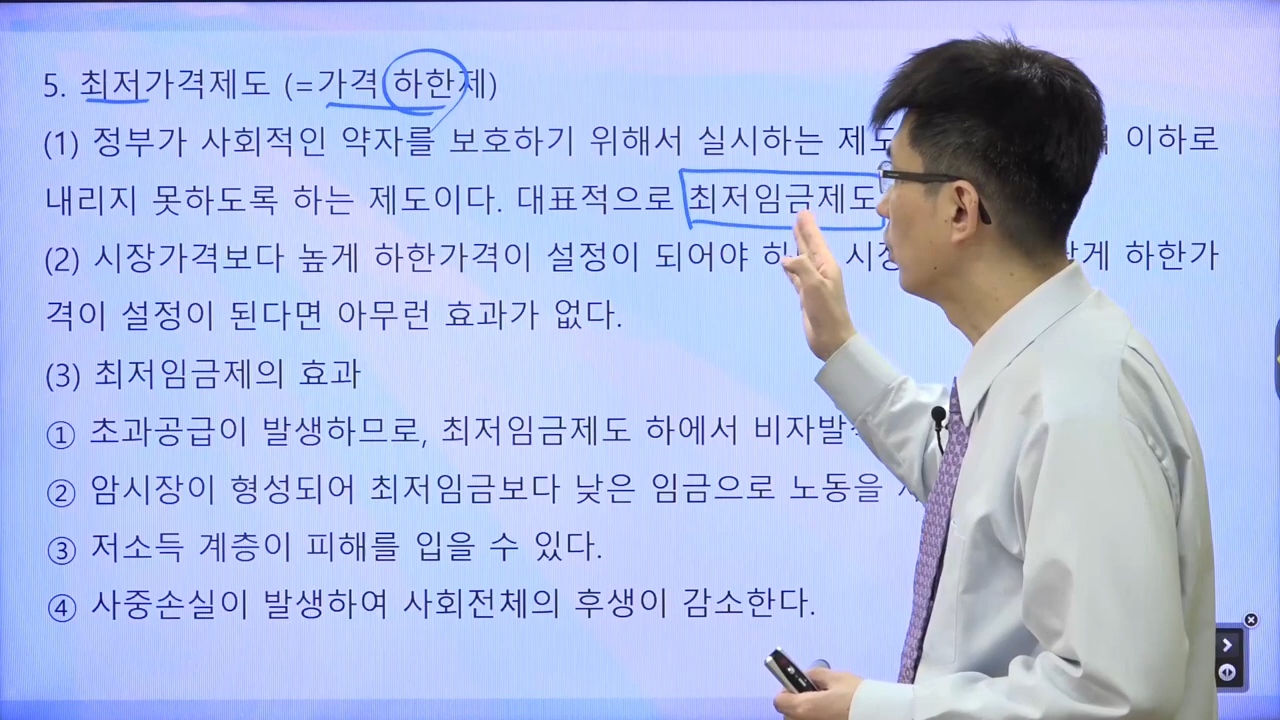 5. 최저가격제도 (=가격 하한제)
(1) 정부가 사회적인 약자를 보호하기 위해서 실시하는 이하로
내리지 못하도록 하는 제도이다. 대표적으로 최저임금제도
(2) 시장가격보다 높게 하한가격이 설정이 되어야 하한가
격이 설정이 된다면 아무런 효과가 없다.
(3) 최저임금제의 효과
① 초과공급이 발생하므로, 최저임금제도 하에서
② 암시장이 형성되어 최저임금보다 낮은 임금으로 노동을
③ 저소득 계층이 피해를 입을 수 있다.
④ 사중손실이 발생하여 사회전체의 후생이 감소한다.